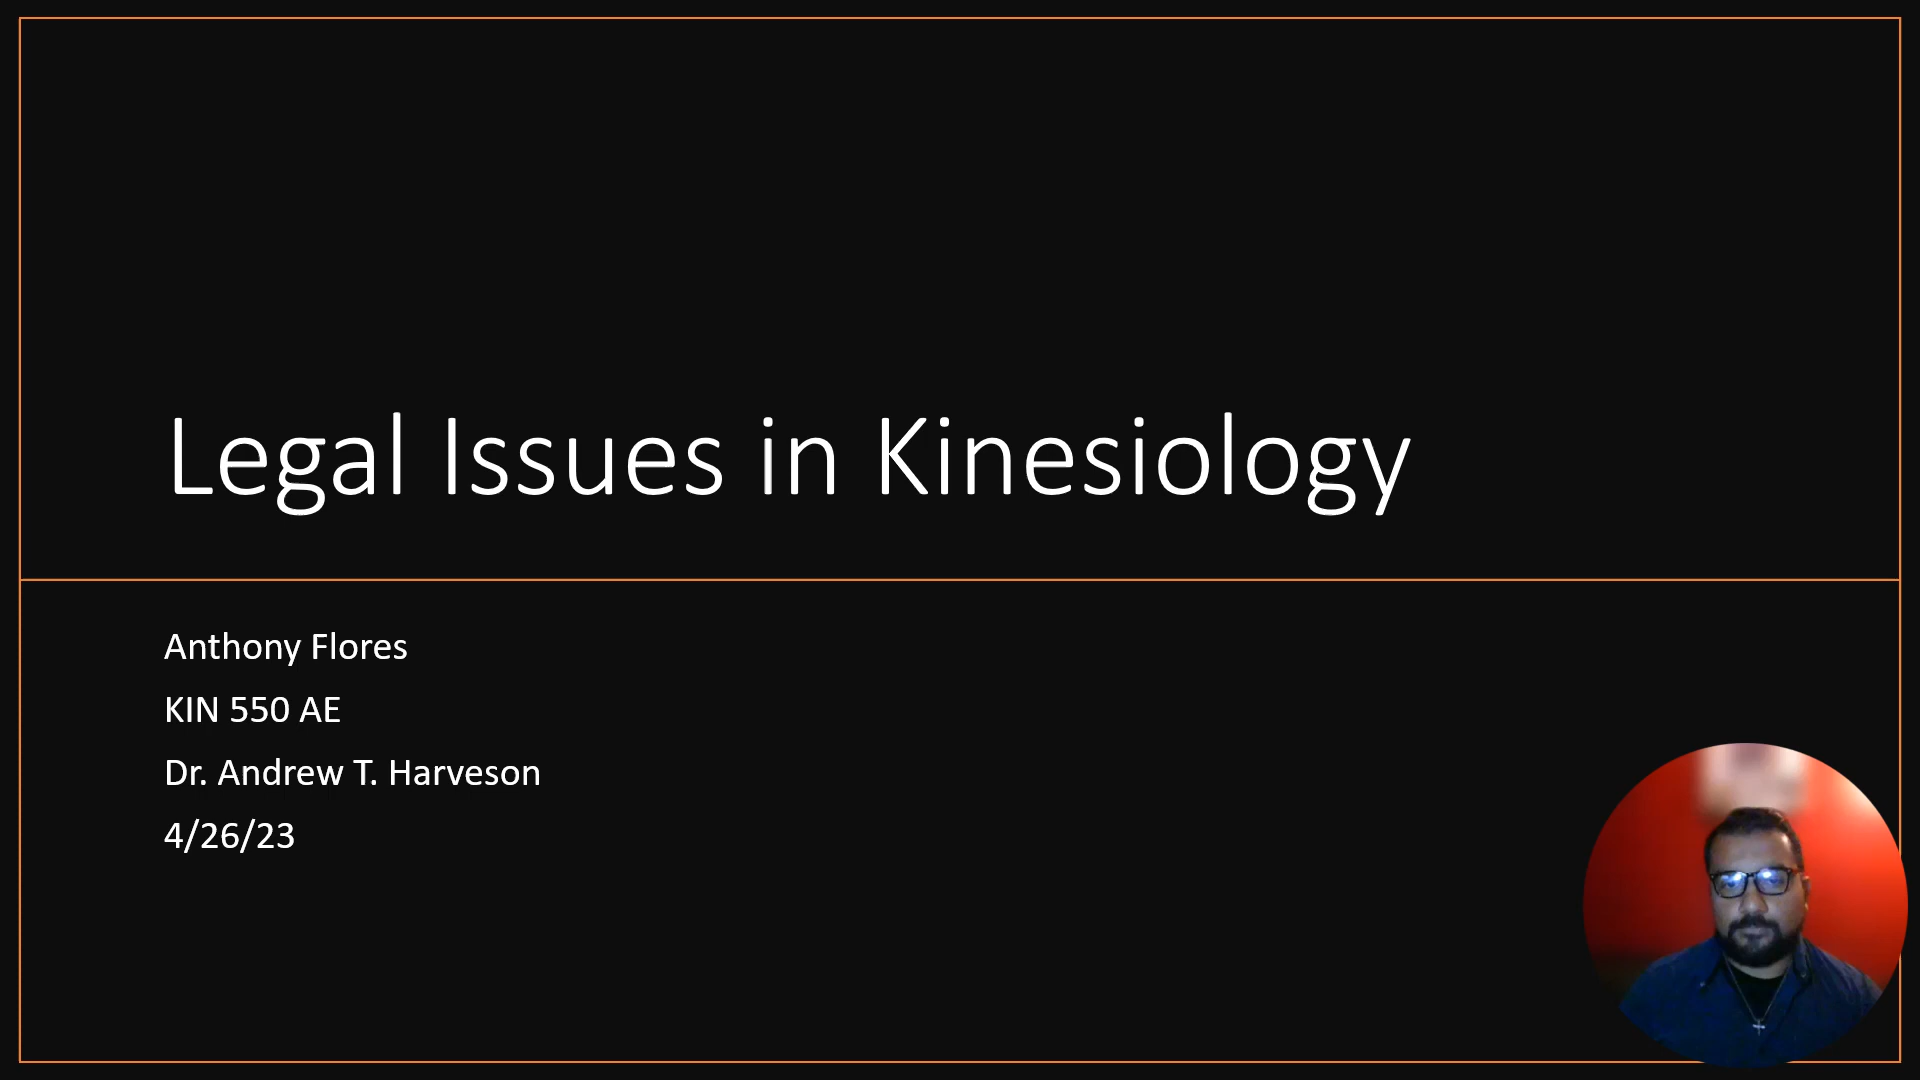 Legal Issues in Kinesiology
Anthony Flores
KIN 550 AE
Dr. Andrew T. Harveson
4/26/23